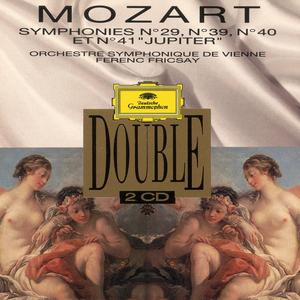 MOZART
SYMPHONIES N°29, N°39, N°40
ET N°41 "JUPITER"
ORCHESTRE SYMPHONIQUE DE VIENNE
FERENC FRICSAY
Deutsche
Grammophon
DOUBLE
2 CD